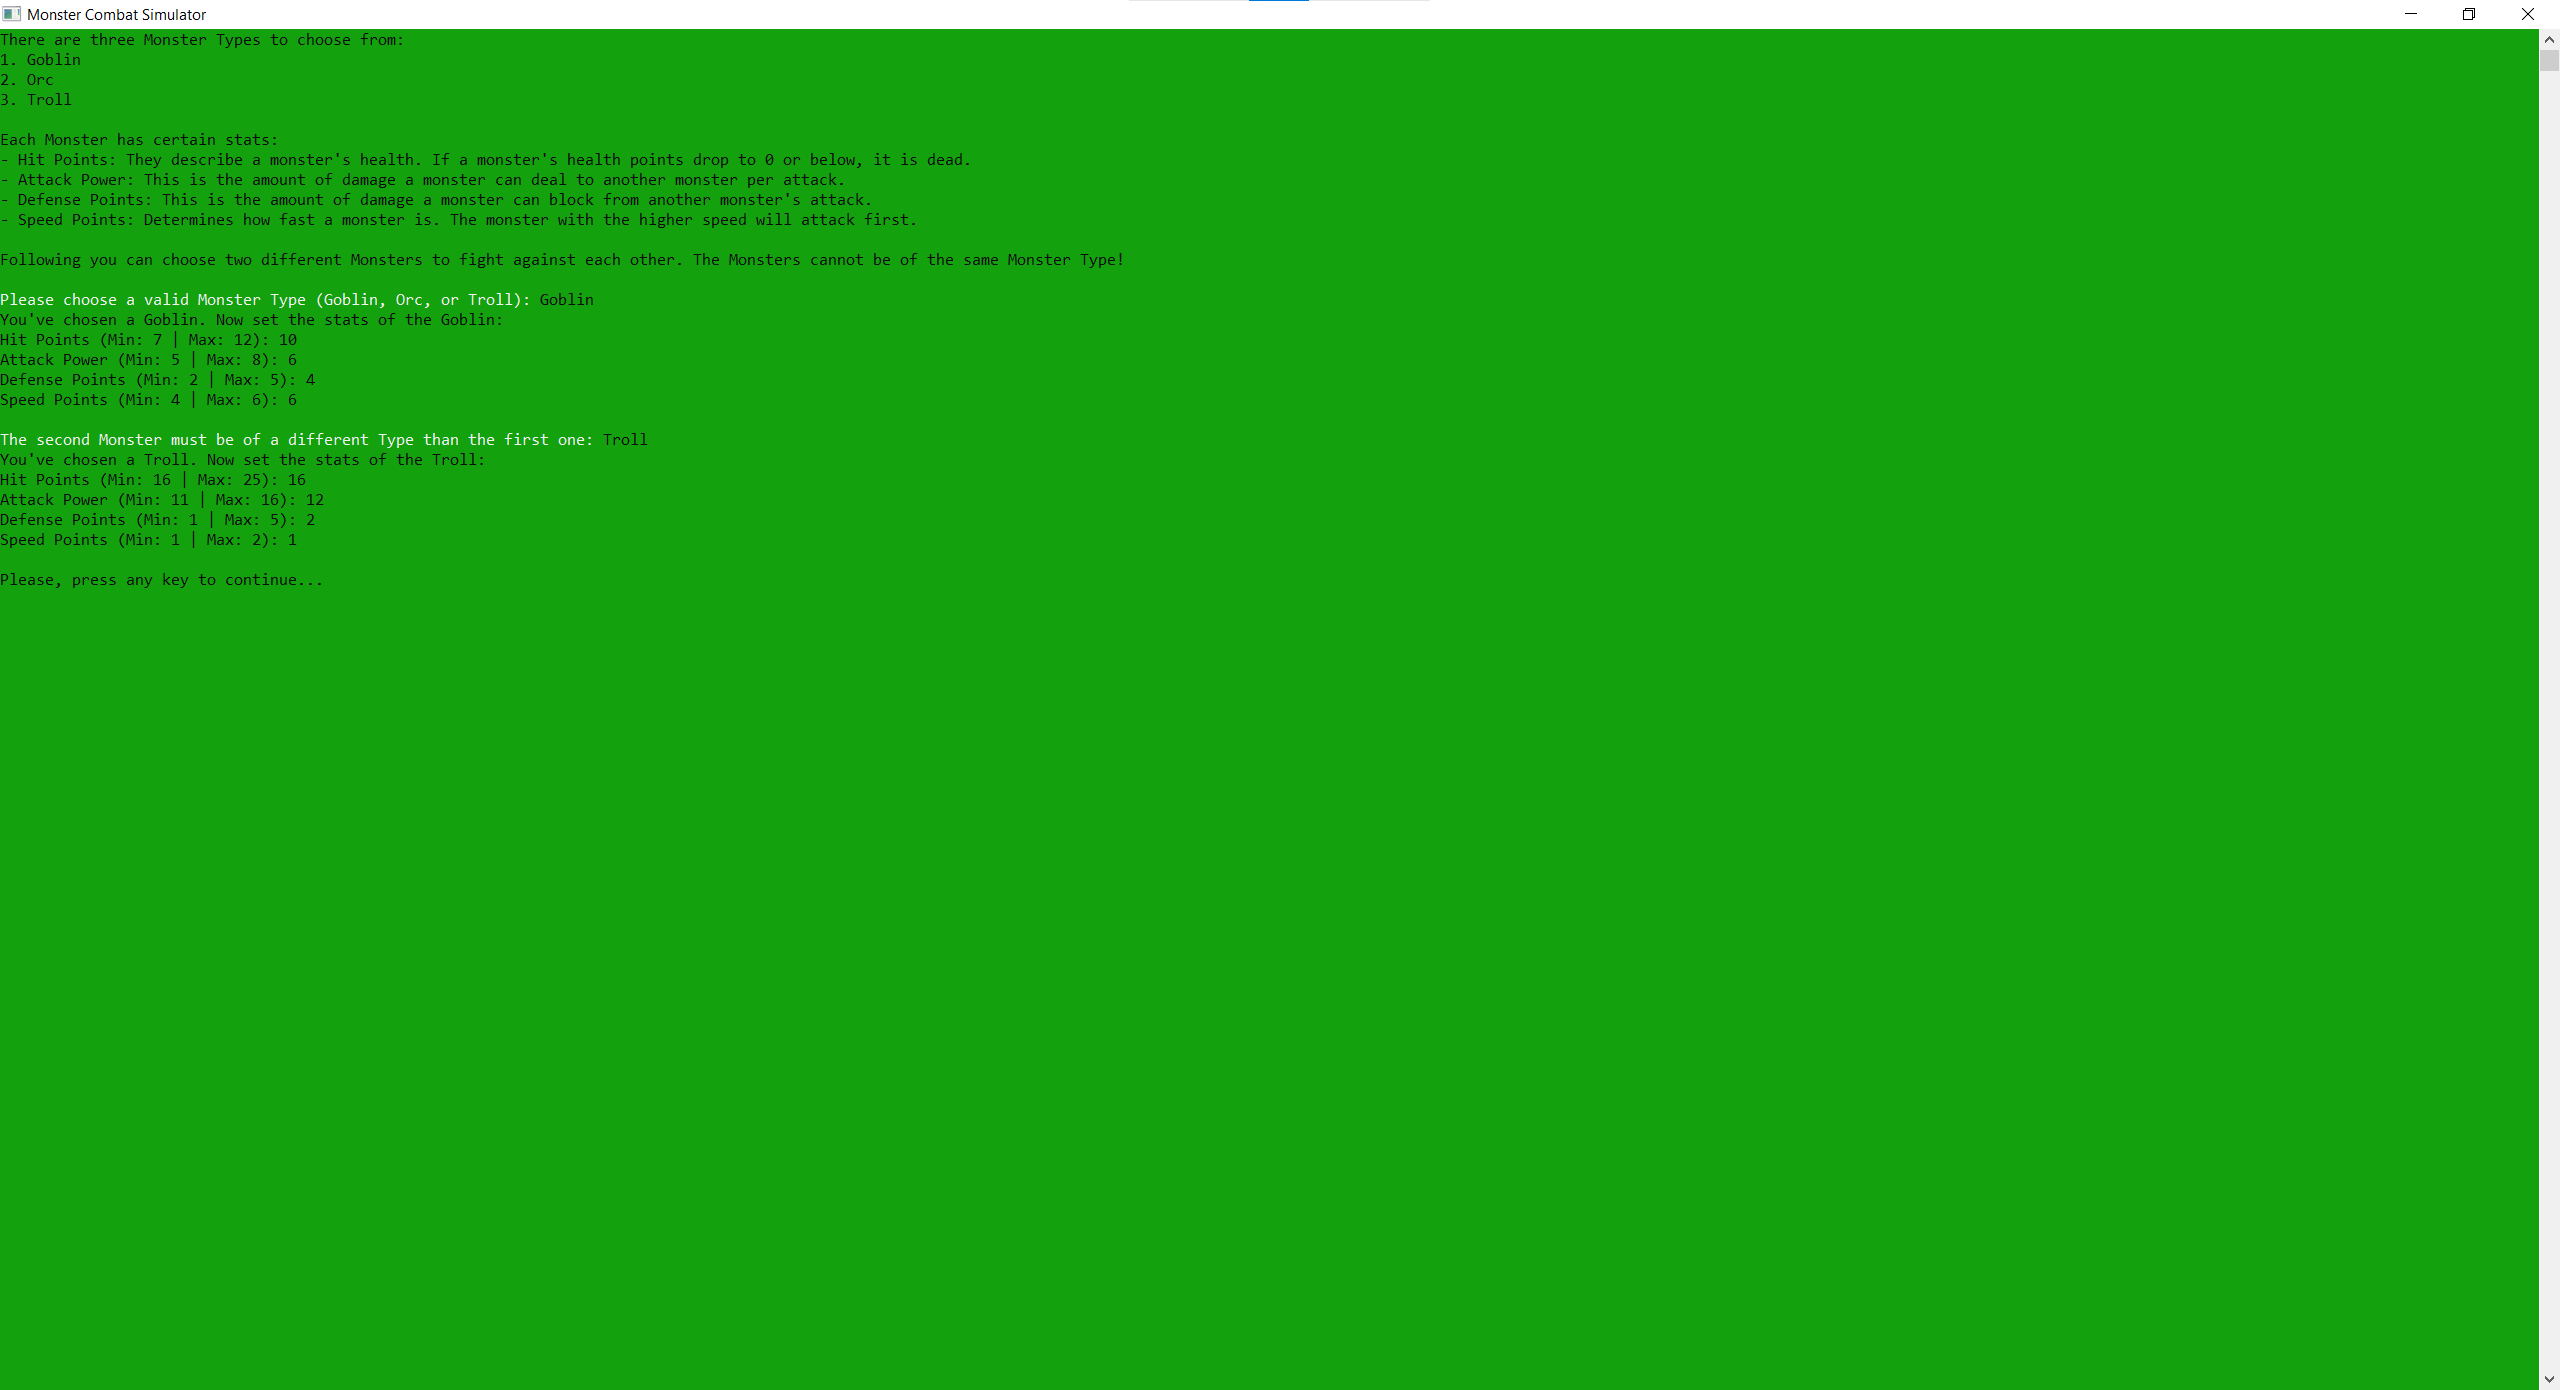 Monster Combat Simulator
There are three Monster Types to choose from:
1. Goblin
2. Orc
3. Troll
Each Monster has certain stats:
- Hit Points: They describe a monster's health. If a monster's health points drop to 0 or below, it is dead.
- Attack Power: This is the amount of damage a monster can deal to another monster per attack.
- Defense Points: This is the amount of damage a monster can block from another monster's attack.
- Speed Points: Determines how fast a monster is. The monster with the higher speed will attack first.
Following you can choose two different Monsters to fight against each other. The Monsters cannot be of the same Monster Type!
Please choose a valid Monster Type (Goblin, Orc, or Troll): Goblin
You've chosen a Goblin. Now set the stats of the Goblin:
Hit Points (Min: 7 | Max: 12): 10
Attack Power (Min: 5 | Max: 8): 6
Defense Points (Min: 2 | Max: 5): 4
Speed Points (Min: 4 | Max: 6): 6
The second Monster must be of a different Type than the first one: Troll
You've chosen a Troll. Now set the stats of the Troll:
Hit Points (Min: 16 | Max: 25): 16
Attack Power (Min: 11 | Max: 16): 12
Defense Points (Min: 1 | Max: 5): 2
Speed Points (Min: 1 | Max: 2): 1
Please, press any key to continue...